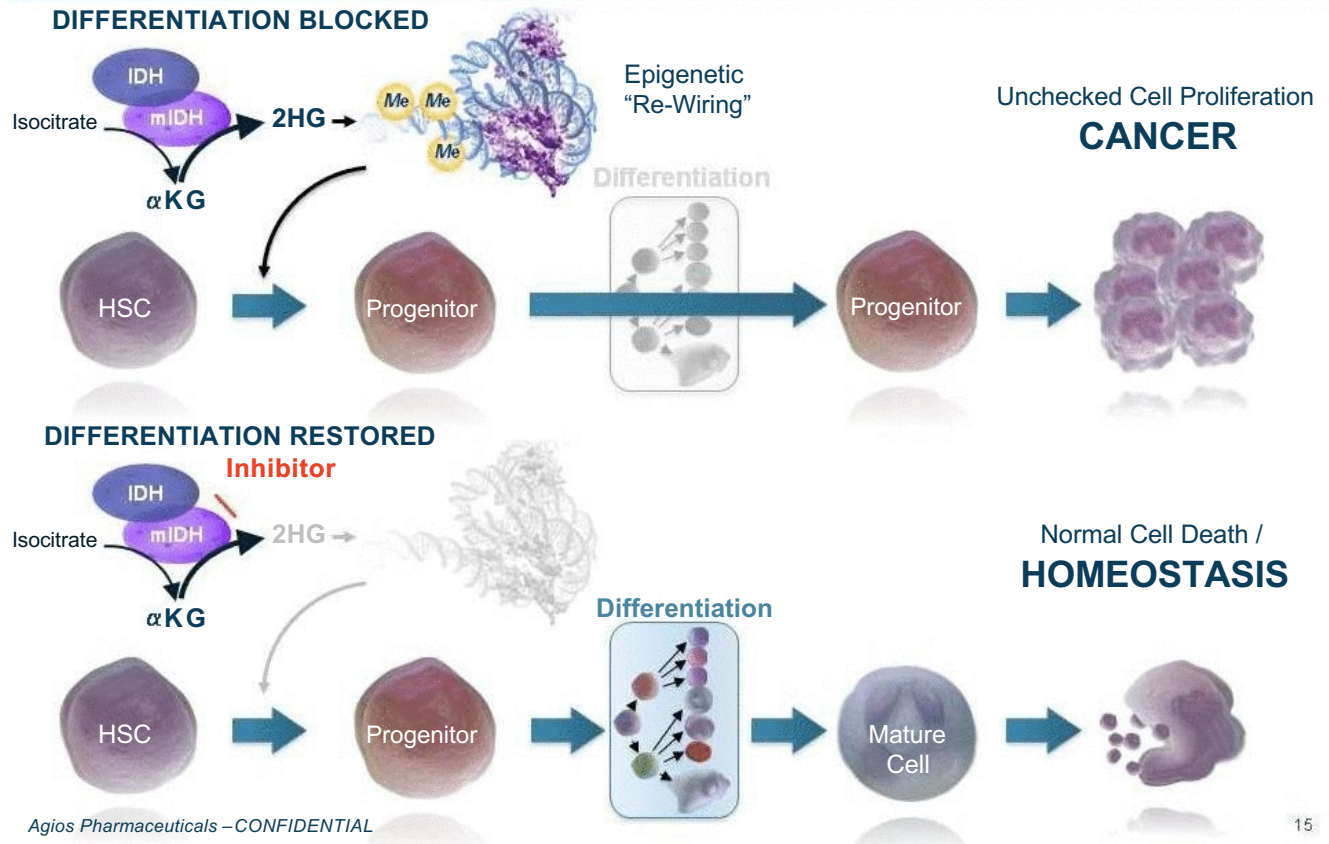 DIFFERENTIATION BLOCKED
IDH
mIDH
Isocitrate
2HG
αKG
Me Me
Me
Epigenetic
“Re-Wiring”
Unchecked Cell Proliferation
CANCER
Differentiation
HSC
Progenitor
Progenitor
DIFFERENTIATION RESTORED
Inhibitor
IDH
mIDH
Isocitrate
2HG
αKG
Normal Cell Death /
HOMEOSTASIS
Differentiation
HSC
Progenitor
Mature
Cell
Agios Pharmaceuticals –CONFIDENTIAL
15